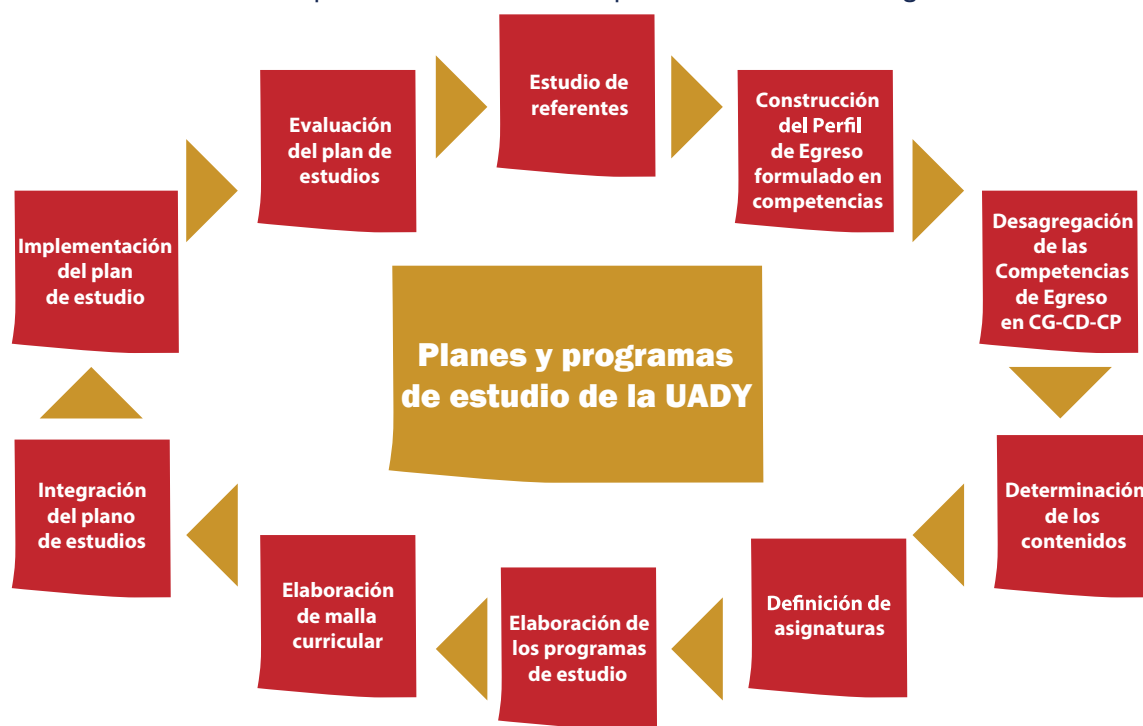 Estudio de
referentes
Construcción
del Perfil
de Egreso
formulado en
competencias
Desagregación
de las
Competencias
de Egreso
en CG-CD-CP
Determinación
de los
contenidos
Definición de
asignaturas
Elaboración de
los programas
de estudio
Elaboración
de malla
curricular
Integración
del plano
de estudios
Implementación
del plan
de estudio
Evaluación
del plan de
estudios
Planes y programas
de estudio de la UADY